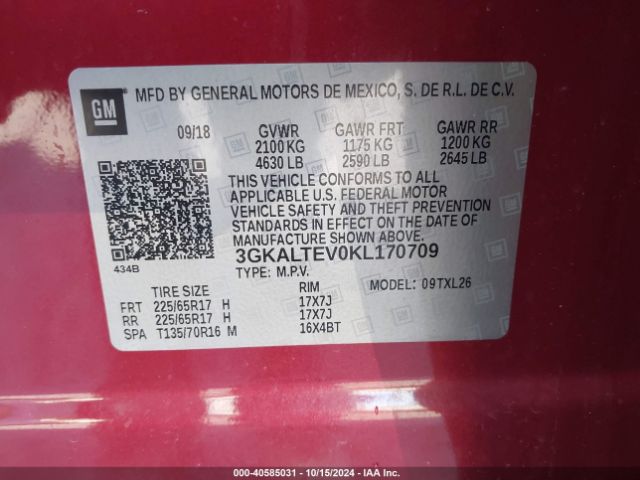 GM MFD BY GENERAL MOTORS DE MEXICO, S. DE R.L. DE C.V.
09/18 GVWR GAWR FRT GAWR RR
2100 KG 1175 KG 1200 KG
4630 LB 2590 LB 2645 LB
THIS VEHICLE CONFORMS TO ALL
APPLICABLE U.S. FEDERAL MOTOR
VEHICLE SAFETY AND THEFT PREVENTION
STANDARDS IN EFFECT ON THE DATE OF
MANUFACTURE SHOWN ABOVE.
3GKALTEV0KL170709
434B TYPE: M.P.V.
TIRE SIZE RIM MODEL: 09TXL26
FRT 225/65R17 H 17X7J
RR 225/65R17 H 17X7J
SPA T135/70R16 M 16X4BT
000-40585031 - 10/15/2024 - IAAI.COM